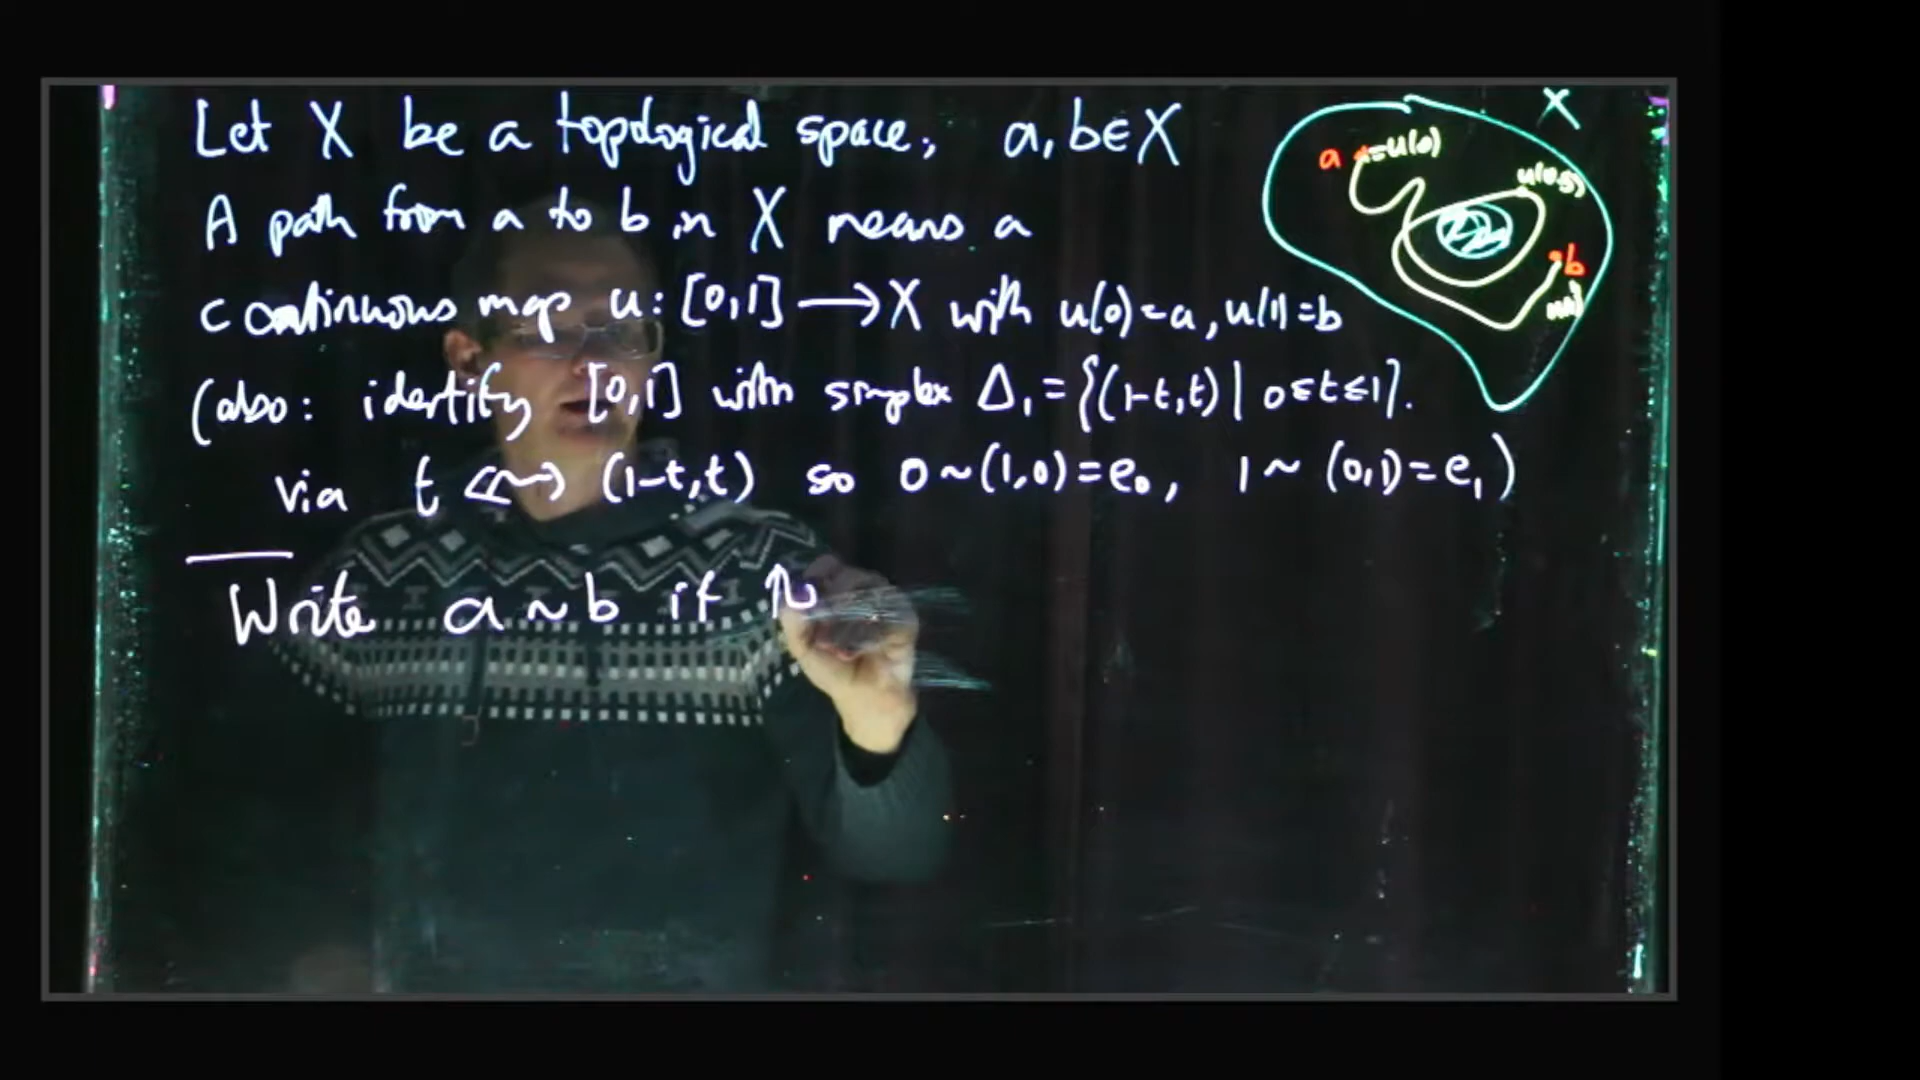 Let X be a topological space, a, b ∈ X
A path from a to b in X means a
continuous map u: [0,1] ⟶ X with u(0)=a, u(1)=b
(also: identify [0,1] with simplex Δ₁ = {(1-t,t) | 0≤t≤1}.
via t ↔ (1-t,t) so 0~(1,0)=e₀, 1~(0,1)=e₁)
Write a~b if
X
a =u(0)
u(0.5)
b
u(1)